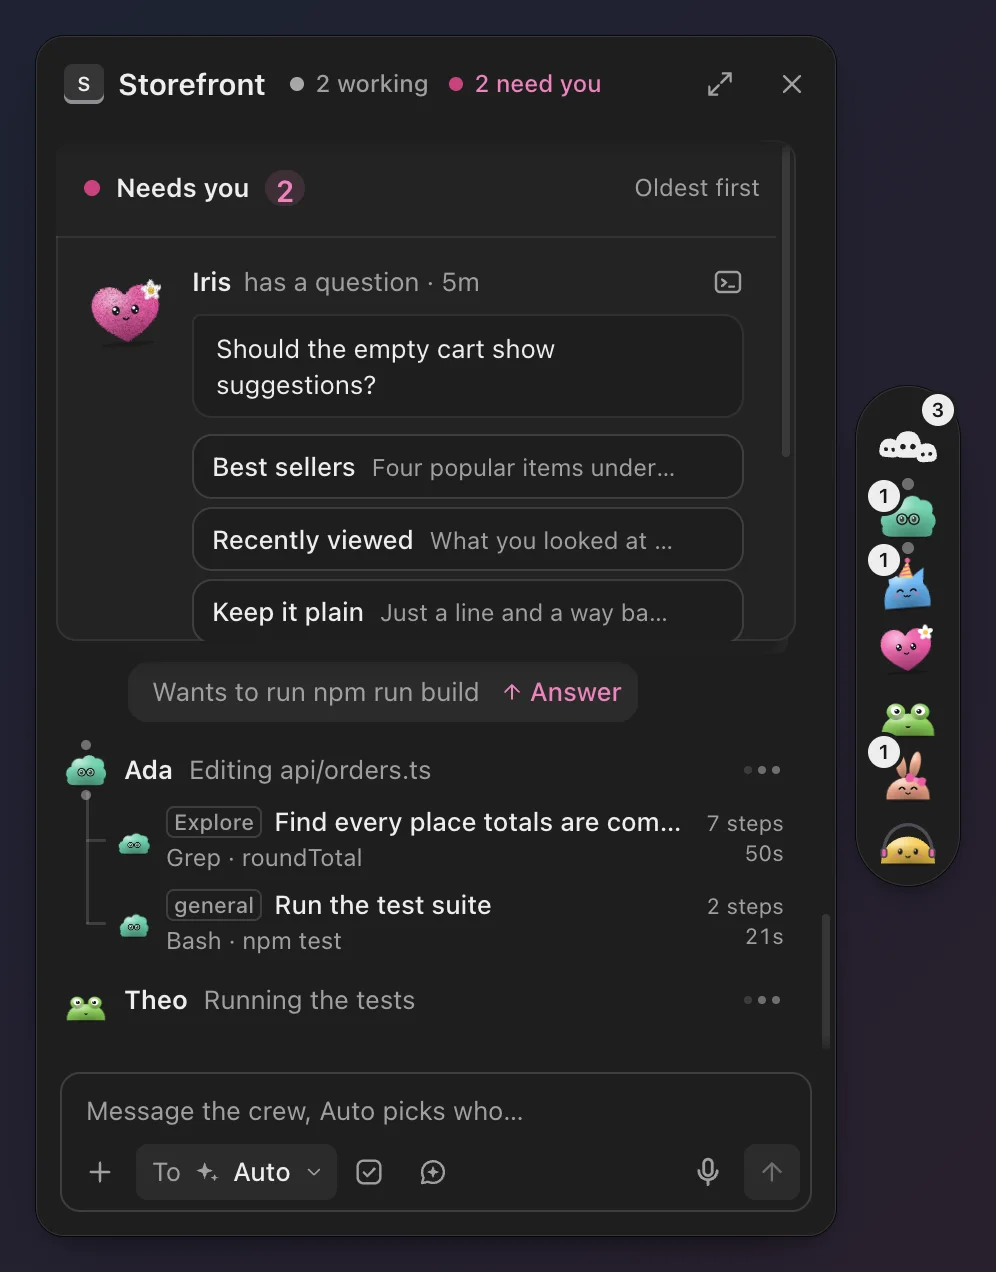 S Storefront 2 working 2 need you
Needs you 2 Oldest first
Iris has a question · 5m
Should the empty cart show
suggestions?
Best sellers Four popular items under...
Recently viewed What you looked at ...
Keep it plain Just a line and a way ba...
Wants to run npm run build ↑ Answer
Ada Editing api/orders.ts
Explore Find every place totals are com... 7 steps
Grep · roundTotal 50s
general Run the test suite 2 steps
Bash · npm test 21s
Theo Running the tests
Message the crew, Auto picks who...
To Auto
3
1
1
1